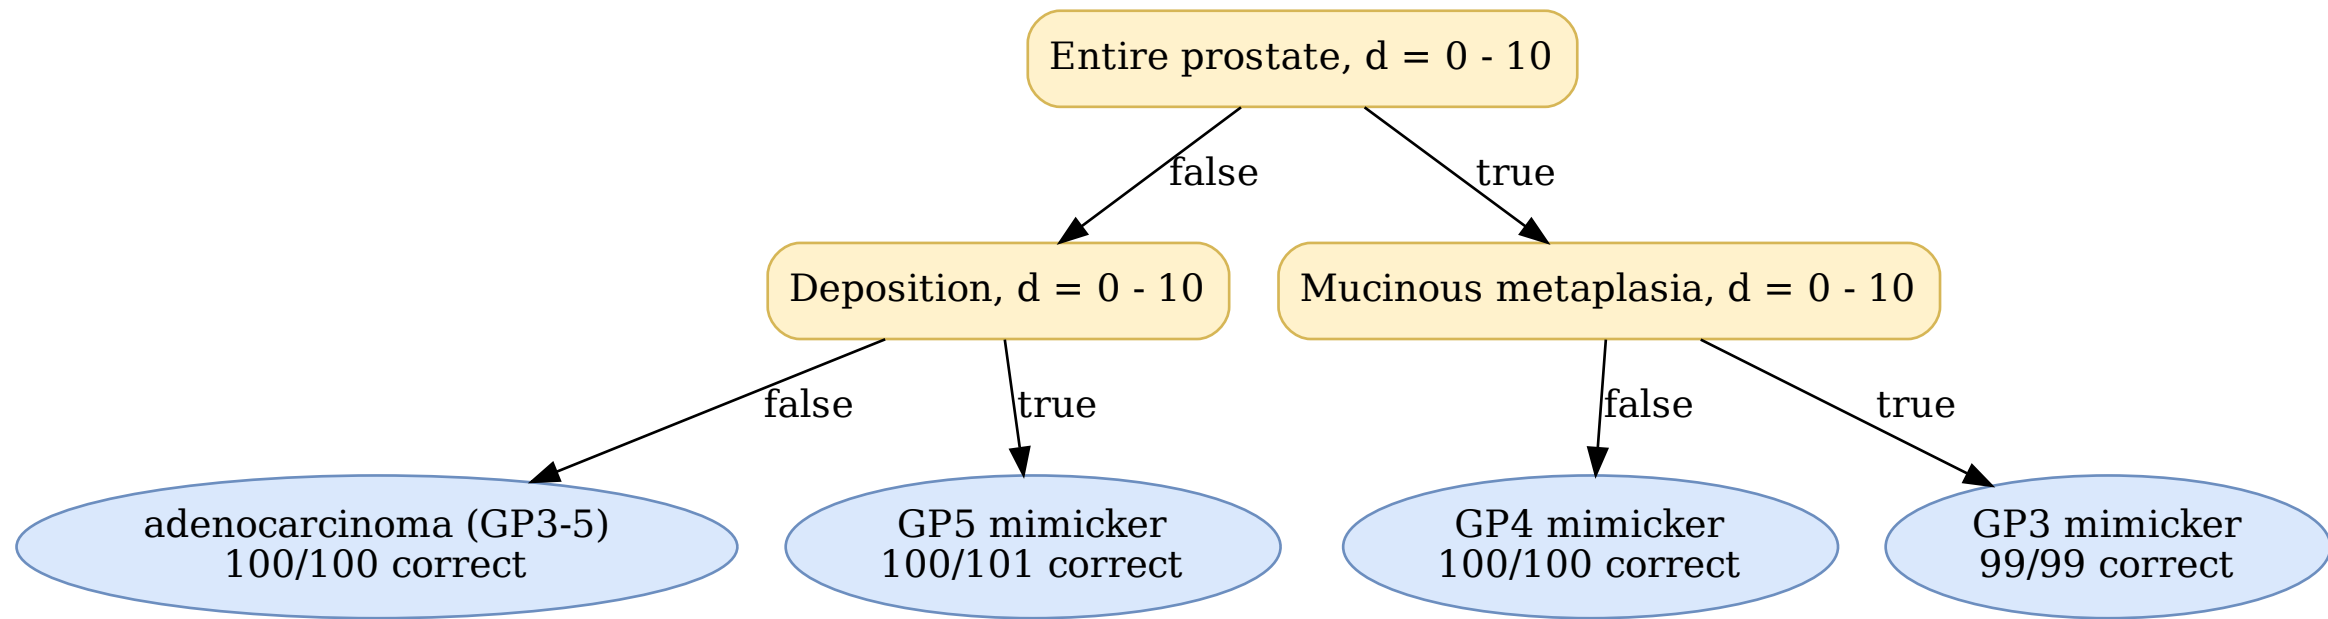 Entire prostate, d = 0 - 10
false
true
Deposition, d = 0 - 10
Mucinous metaplasia, d = 0 - 10
false
true
false
true
adenocarcinoma (GP3-5)
100/100 correct
GP5 mimicker
100/101 correct
GP4 mimicker
100/100 correct
GP3 mimicker
99/99 correct